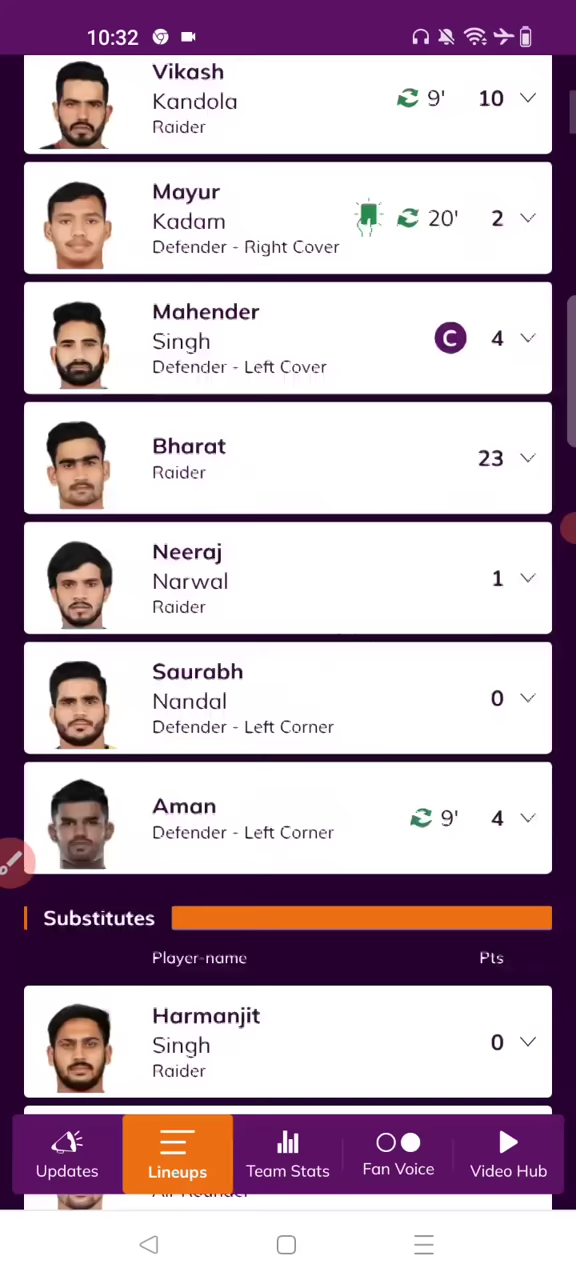 10:32
Vikash
Kandola
Raider
9' 10
Mayur
Kadam
Defender - Right Cover
20' 2
Mahender
Singh
Defender - Left Cover
C 4
Bharat
Raider
23
Neeraj
Narwal
Raider
1
Saurabh
Nandal
Defender - Left Corner
0
Aman
Defender - Left Corner
9' 4
Substitutes
Player-name Pts
Harmanjit
Singh
Raider
0
Updates
Lineups
Team Stats
Fan Voice
Video Hub